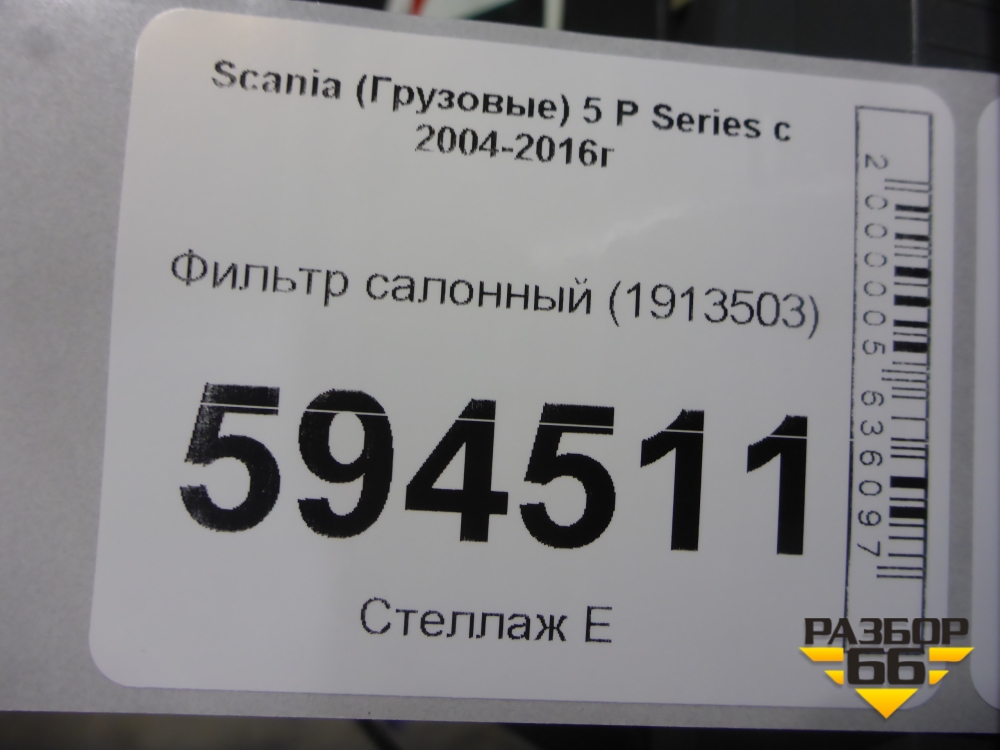 Scania (Грузовые) 5 P Series с
2004-2016г
Фильтр салонный (1913503)
594511
Стеллаж Е
2000005636097
РАЗБОР
66